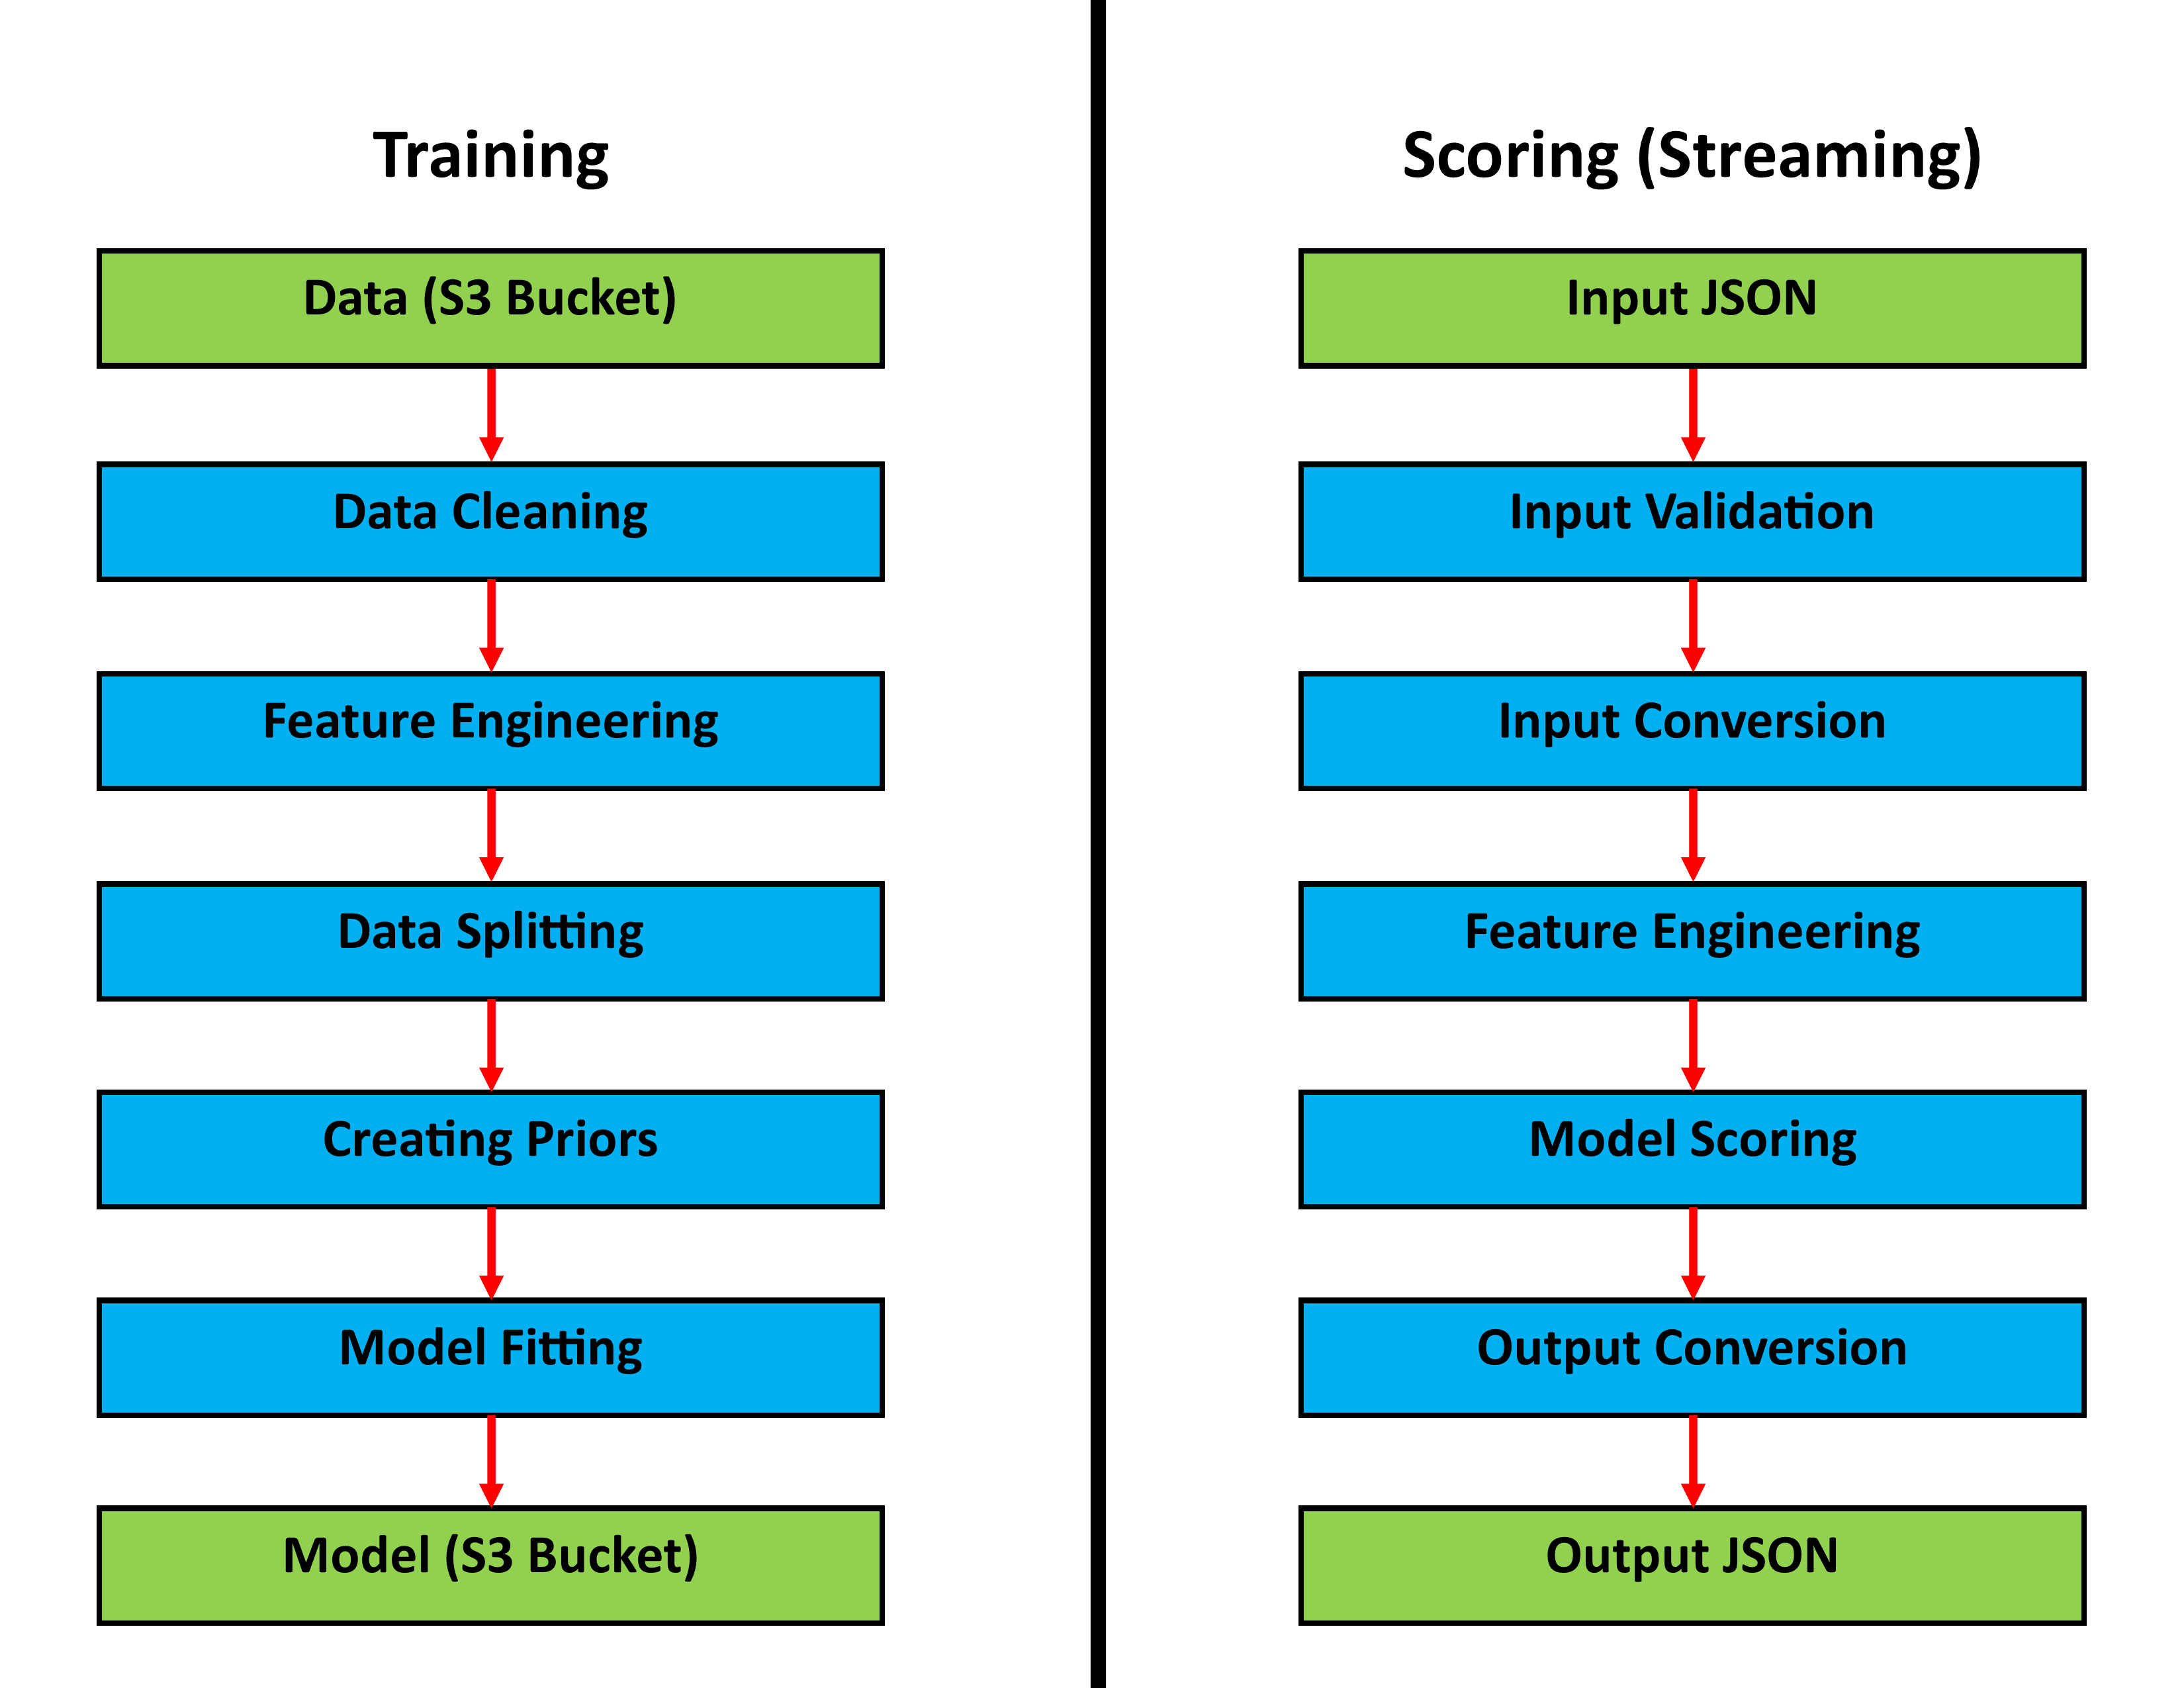 Training
Data (S3 Bucket)
Data Cleaning
Feature Engineering
Data Splitting
Creating Priors
Model Fitting
Model (S3 Bucket)
Scoring (Streaming)
Input JSON
Input Validation
Input Conversion
Feature Engineering
Model Scoring
Output Conversion
Output JSON